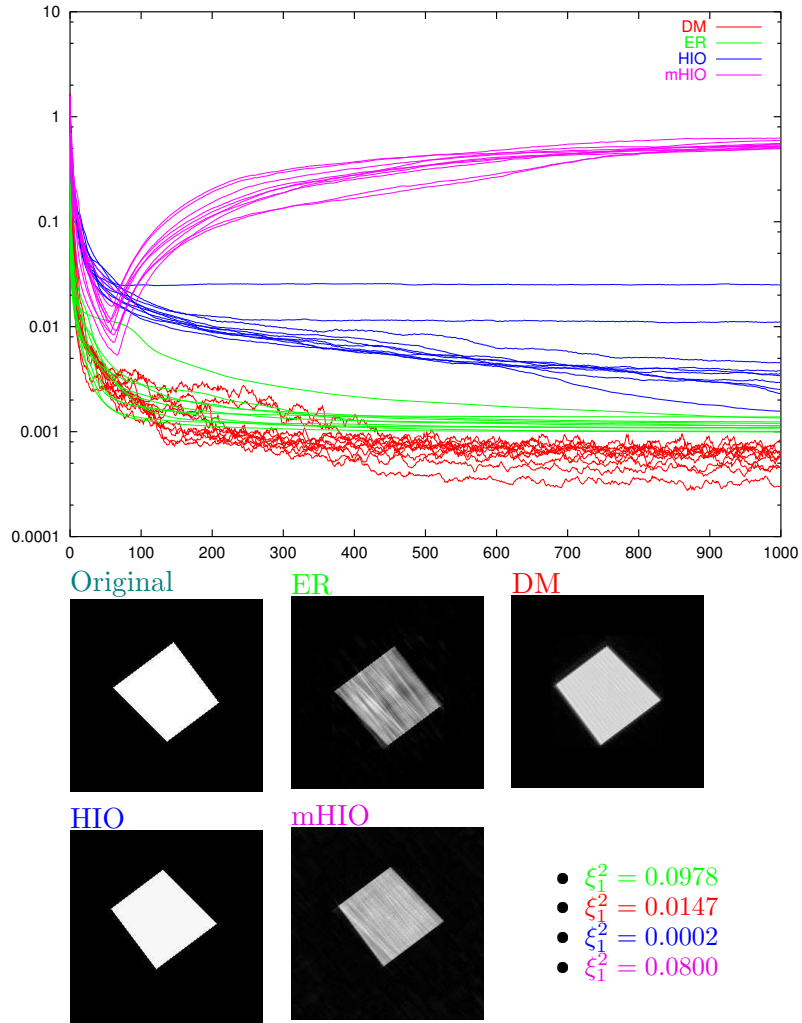 10
1
0.1
0.01
0.001
0.0001
DM
ER
HIO
mHIO
0 100 200 300 400 500 600 700 800 900 1000
Original ER DM
HIO mHIO
• ξ₁² = 0.0978
• ξ₁² = 0.0147
• ξ₁² = 0.0002
• ξ₁² = 0.0800